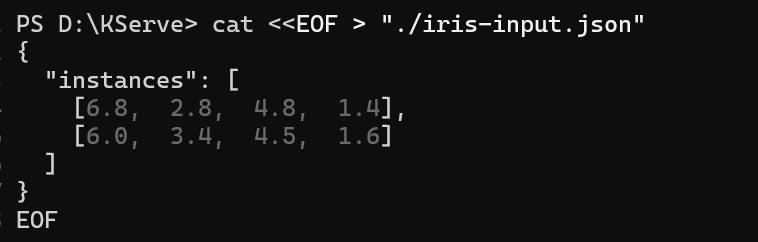 PS D:\KServe> cat <<EOF > "./iris-input.json"
{
  "instances": [
    [6.8,  2.8,  4.8,  1.4],
    [6.0,  3.4,  4.5,  1.6]
  ]
}
EOF